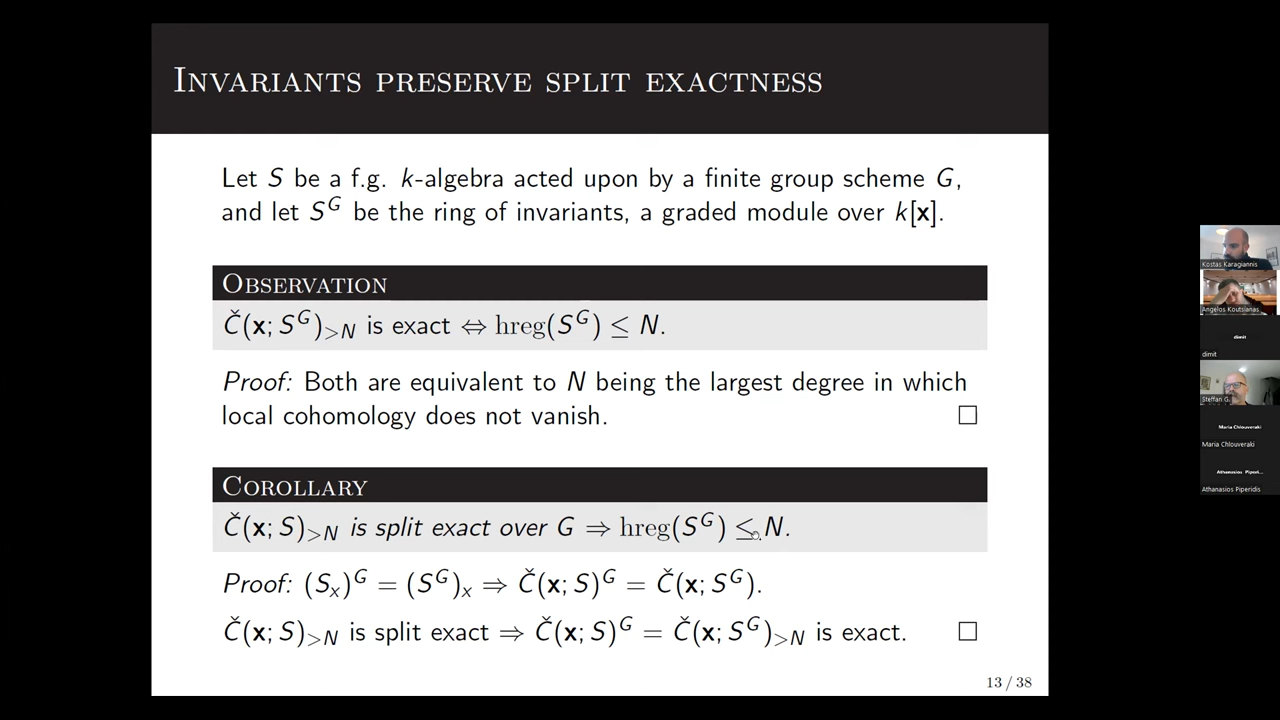 Invariants preserve split exactness
Let S be a f.g. k-algebra acted upon by a finite group scheme G,
and let S^G be the ring of invariants, a graded module over k[x].
Observation
Č(x; S^G)_{>N} is exact ⇔ hreg(S^G) ≤ N.
Proof: Both are equivalent to N being the largest degree in which
local cohomology does not vanish. □
Corollary
Č(x; S)_{>N} is split exact over G ⇒ hreg(S^G) ≤ N.
Proof: (S_x)^G = (S^G)_x ⇒ Č(x; S)^G = Č(x; S^G).
Č(x; S)_{>N} is split exact ⇒ Č(x; S)^G = Č(x; S^G)_{>N} is exact. □
13 / 38
Kostas Karagiannis
Angelos Koutsianas
dimit
dimit
Steffan G.
Maria Chlouveraki
Maria Chlouveraki
Athanasios Piperi...
Athanasios Piperidis